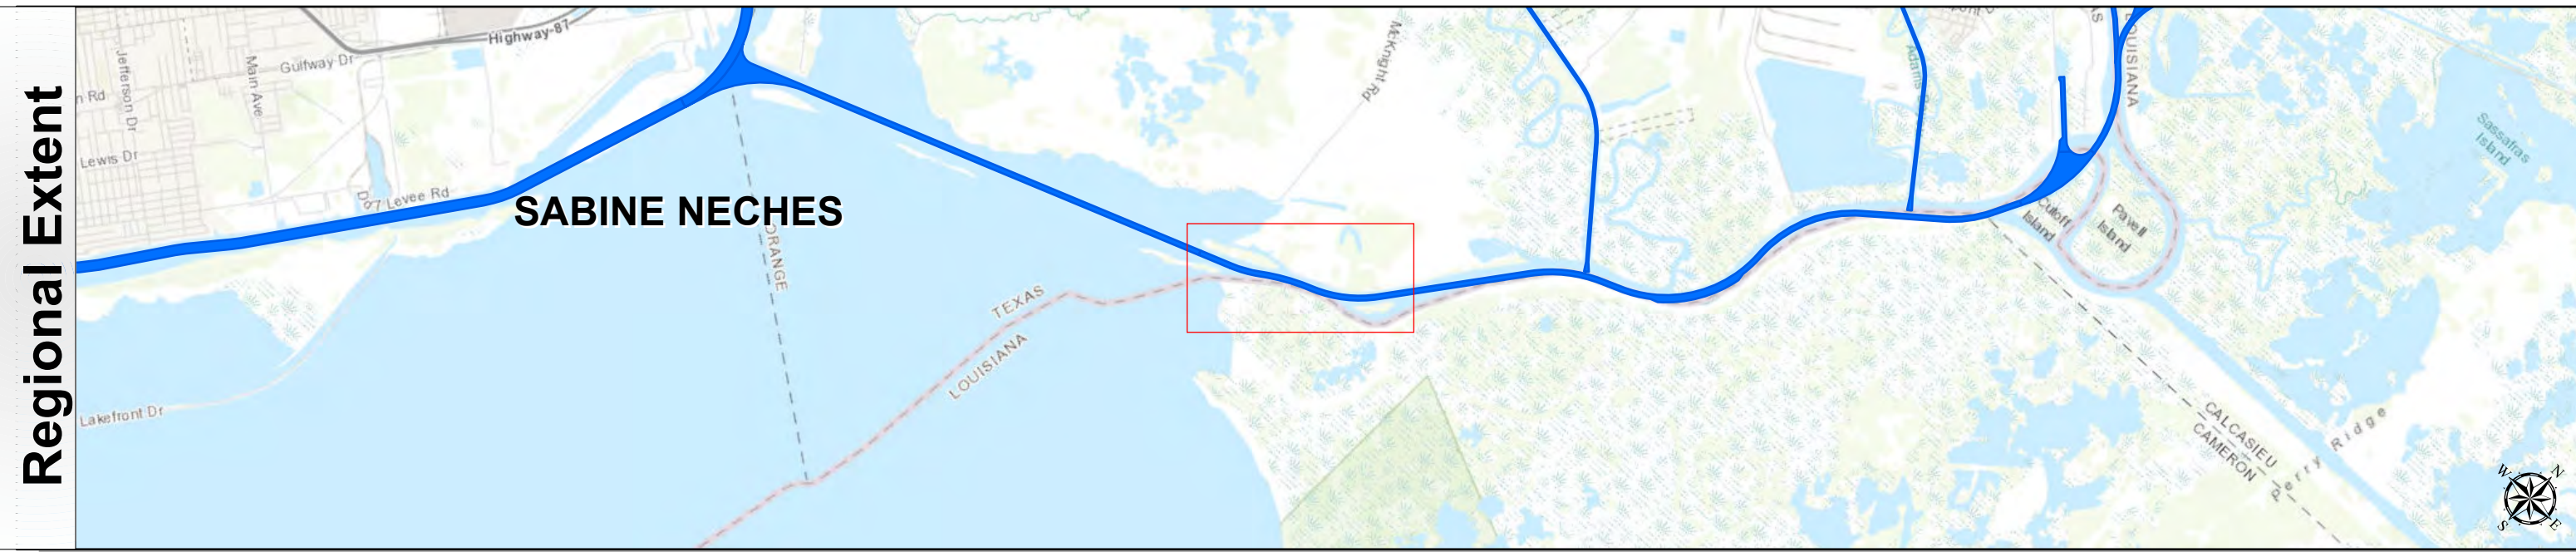 Regional Extent
Highway-87
Gulfway Dr
Jefferson Dr
Main Ave
n Rd
Lewis Dr
Levee Rd
Lakefront Dr
SABINE NECHES
ORANGE
TEXAS
LOUISIANA
McKnight Rd
Adams
LOUISIANA
Sassafras
Island
Cutoff
Island
Pavell
Island
CALCASIEU
CAMERON
Perry Ridge
W
N
S
E